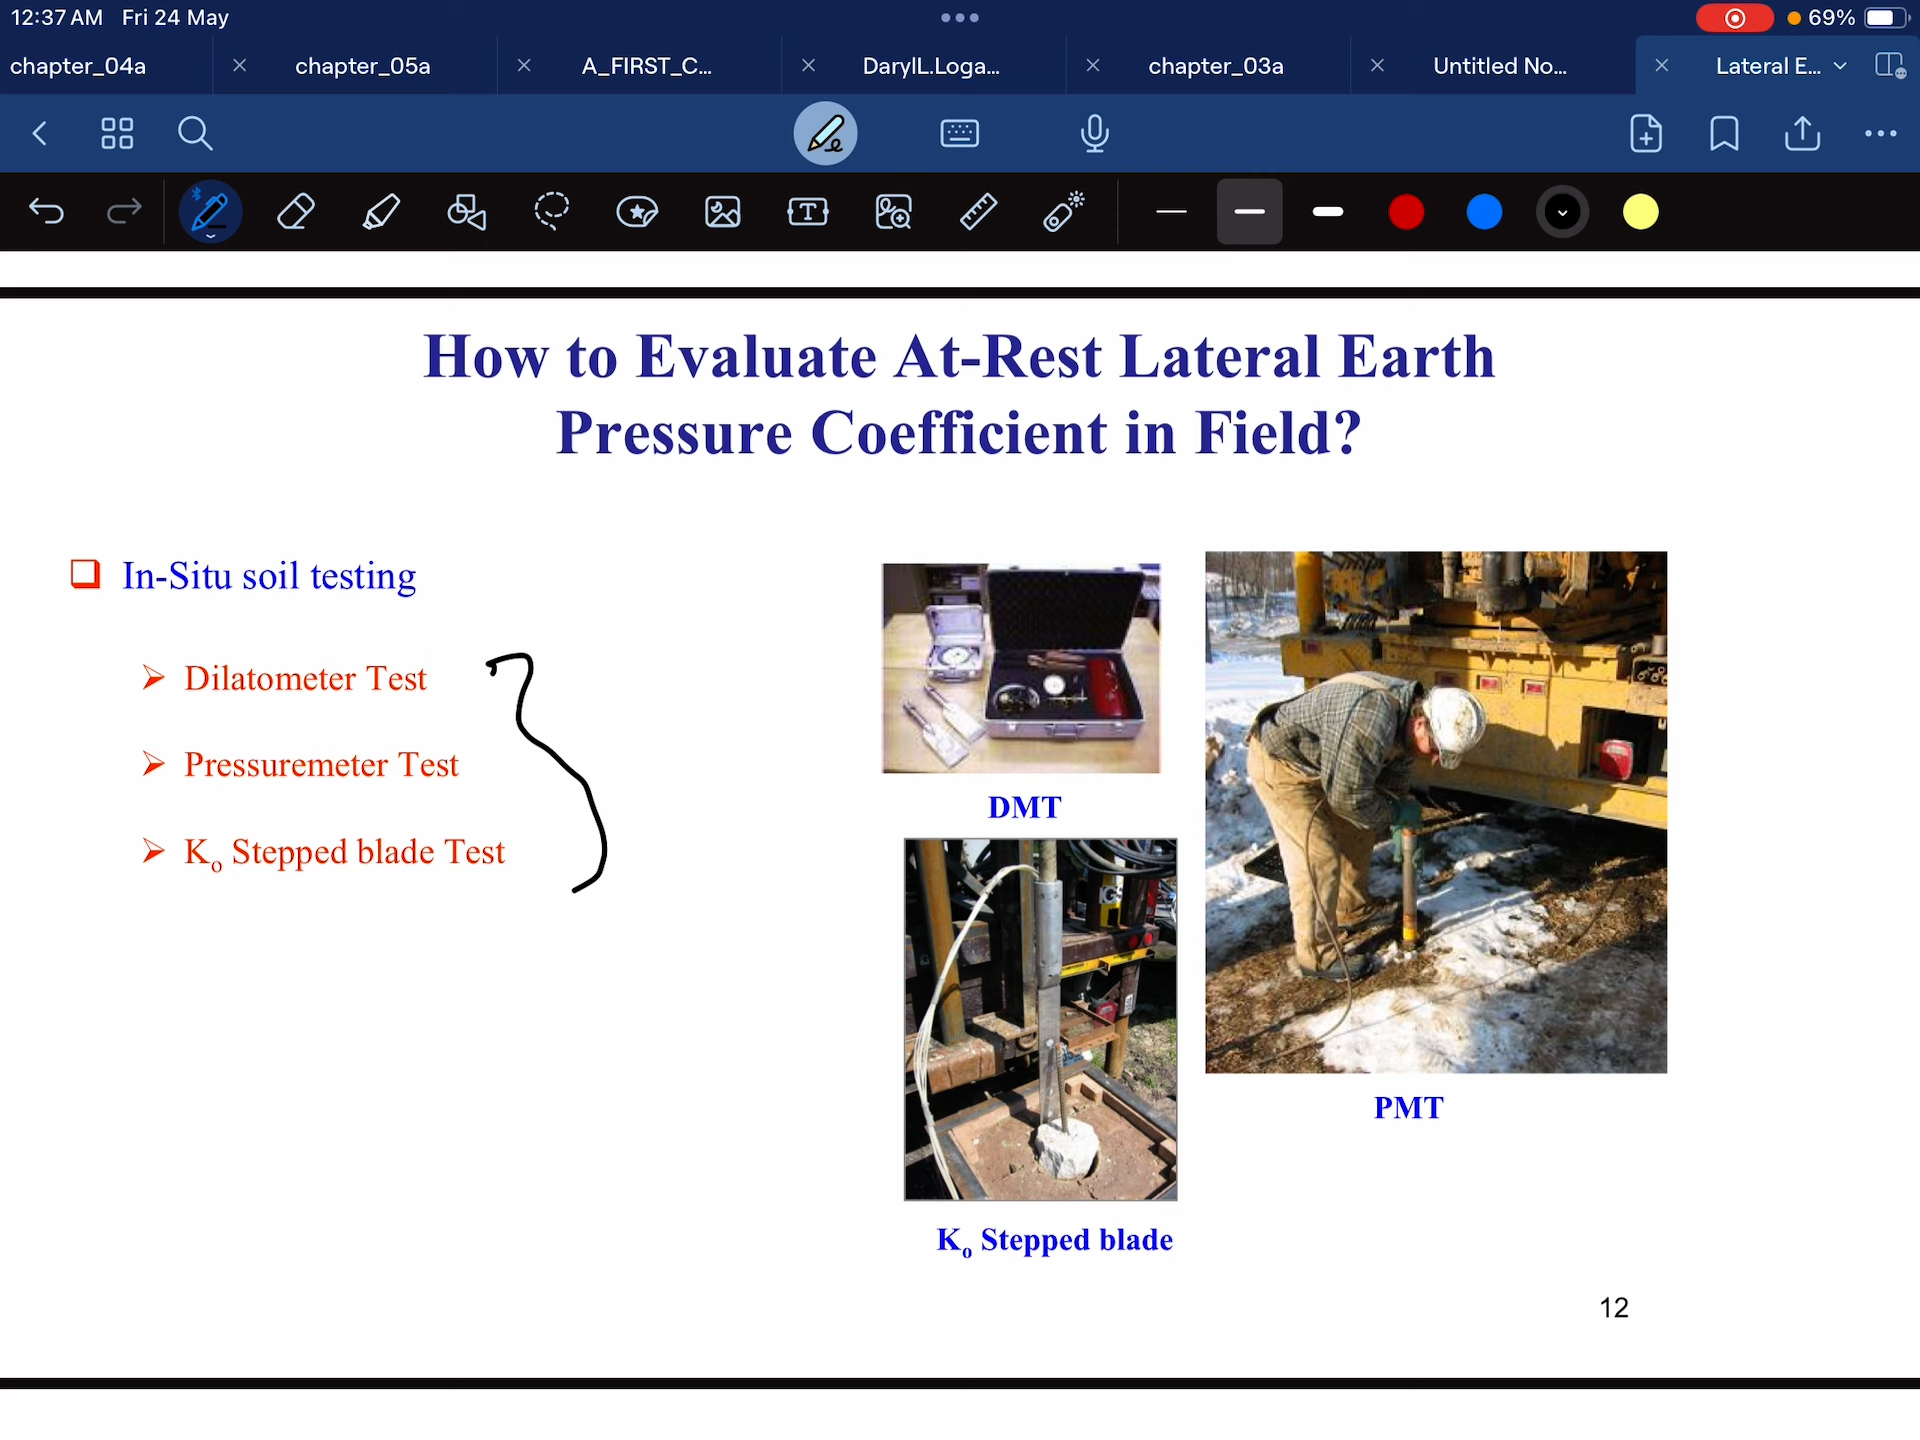 12:37 AM Fri 24 May
69%
chapter_04a
chapter_05a
A_FIRST_C...
DarylL.Loga...
chapter_03a
Untitled No...
Lateral E...
How to Evaluate At-Rest Lateral Earth
Pressure Coefficient in Field?
In-Situ soil testing
Dilatometer Test
Pressuremeter Test
Ko Stepped blade Test
DMT
PMT
Ko Stepped blade
12